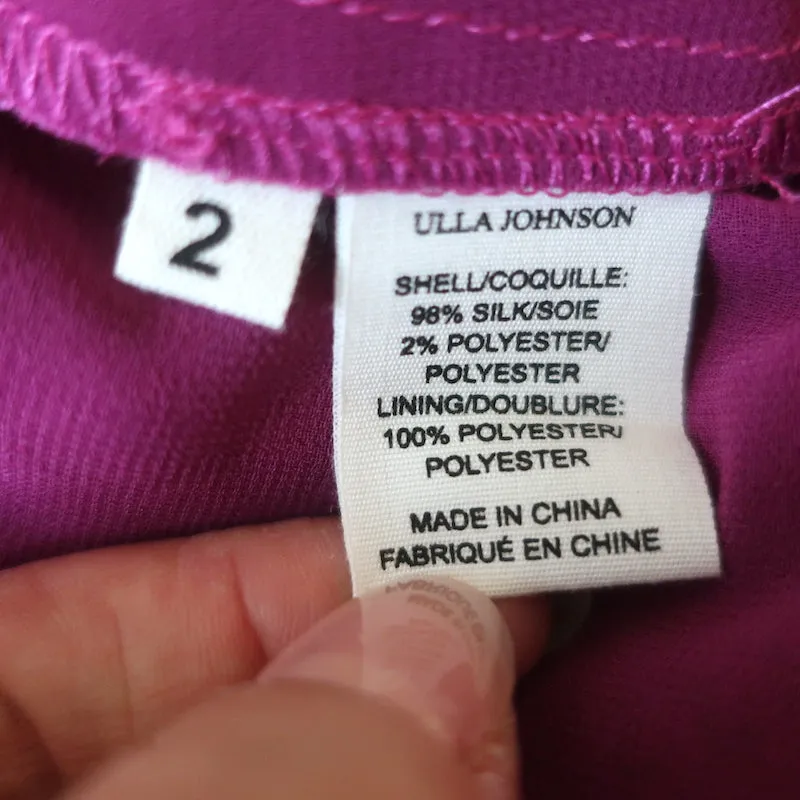 2
ULLA JOHNSON
SHELL/COQUILLE:
98% SILK/SOIE
2% POLYESTER/
POLYESTER
LINING/DOUBLURE:
100% POLYESTER/
POLYESTER
MADE IN CHINA
FABRIQUÉ EN CHINE